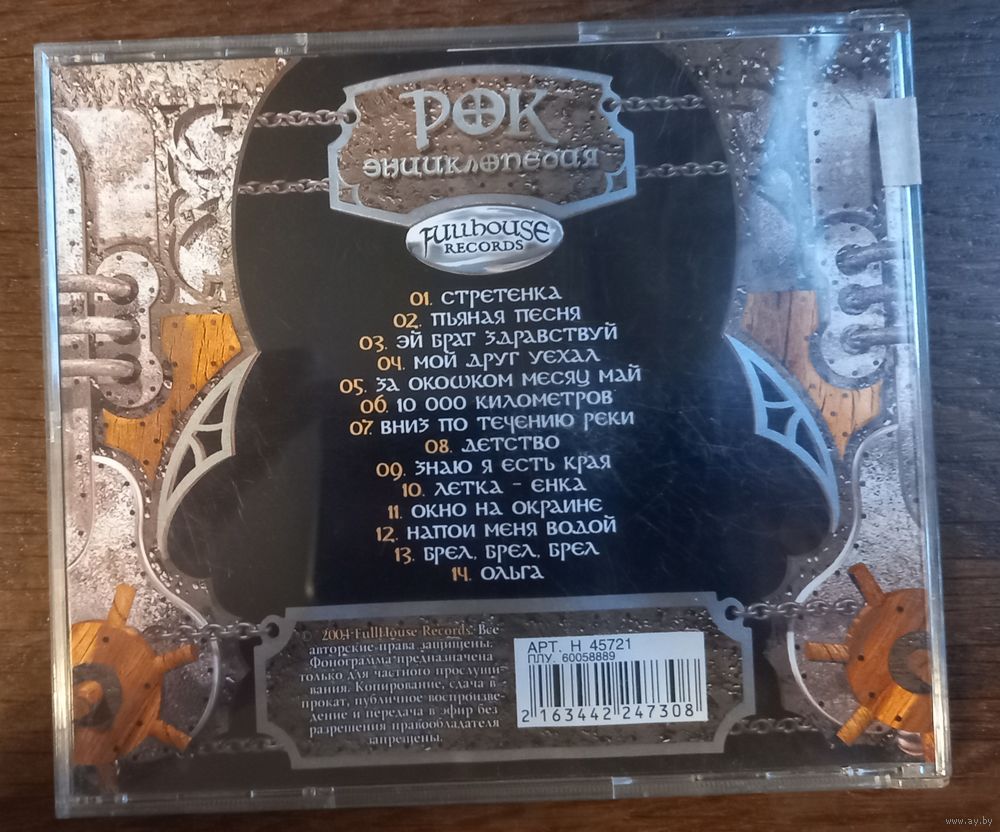 РОК
ЭНЦИКЛОПЕДИЯ
FULLHOUSE
RECORDS
01. СТРЕТЕНКА
02. ПЬЯНАЯ ПЕСНЯ
03. ЭЙ БРАТ ЗДРАВСТВУЙ
04. МОЙ ДРУГ УЕХАЛ
05. ЗА ОКОШКОМ МЕСЯЦ МАЙ
06. 10 000 КИЛОМЕТРОВ
07. ВНИЗ ПО ТЕЧЕНИЮ РЕКИ
08. ДЕТСТВО
09. ЗНАЮ Я ЕСТЬ КРАЯ
10. ЛЕТКА - ЕНКА
11. ОКНО НА ОКРАИНЕ
12. НАПОИ МЕНЯ ВОДОЙ
13. БРЕЛ, БРЕЛ, БРЕЛ
14. ОЛЬГА
© 2004 FullHouse Records. Все
авторские права защищены.
Фонограмма предназначена
только для частного прослуши-
вания. Копирование, сдача в
прокат, публичное воспроизве-
дение и передача в эфир без
разрешения правообладателя
запрещены.
АРТ. H 45721
ПЛУ. 60058889
2 163442 247308
www.ay.by